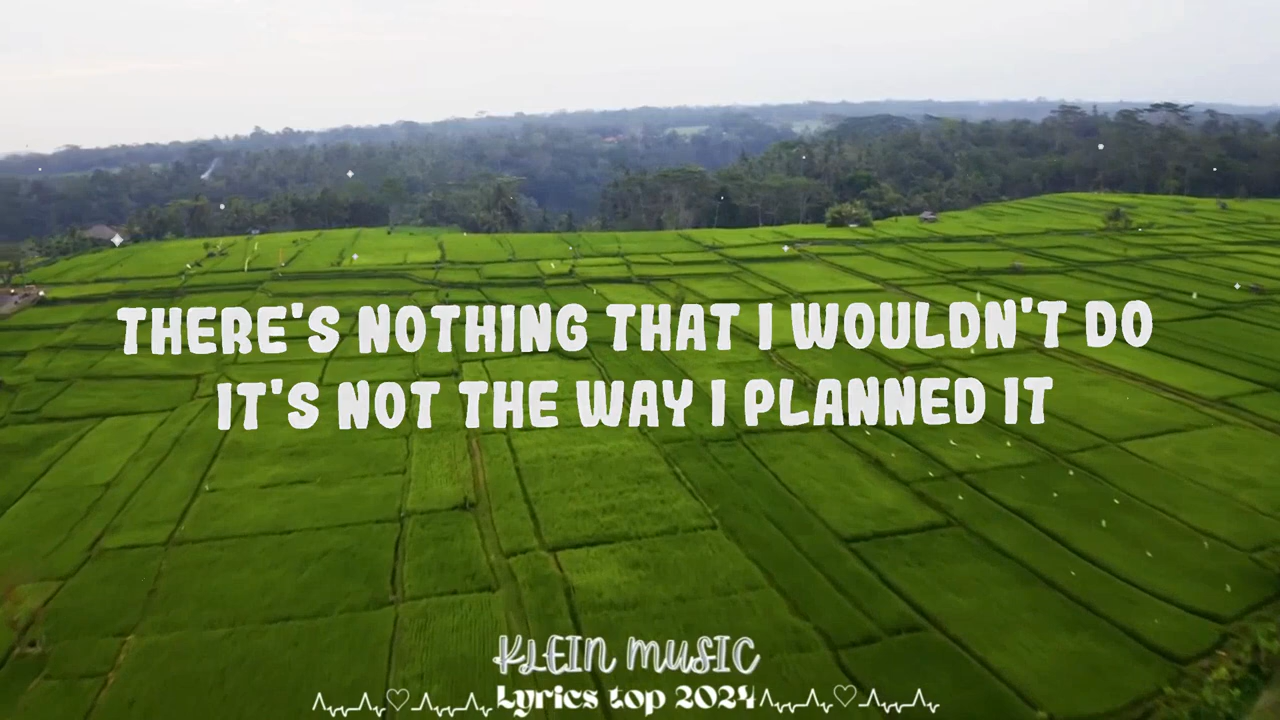 THERE'S NOTHING THAT I WOULDN'T DO
IT'S NOT THE WAY I PLANNED IT
KLEIN MUSIC
Lyrics top 2024